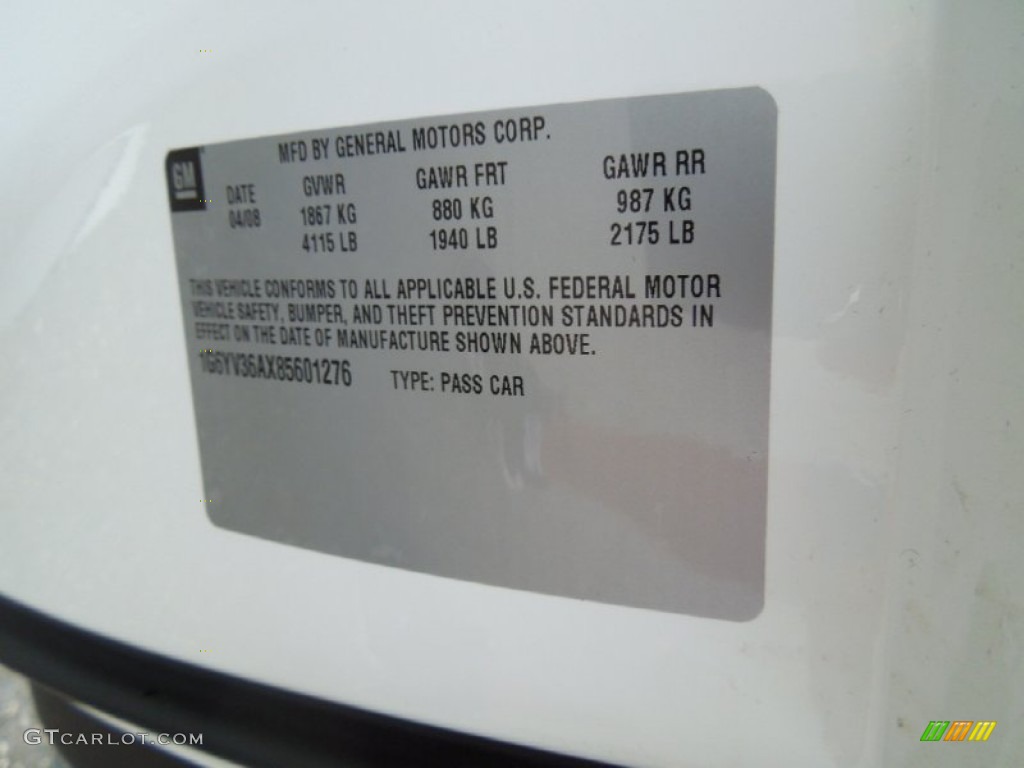 MFD BY GENERAL MOTORS CORP.
GM
DATE GVWR GAWR FRT GAWR RR
04/08 1867 KG 880 KG 987 KG
4115 LB 1940 LB 2175 LB
THIS VEHICLE CONFORMS TO ALL APPLICABLE U.S. FEDERAL MOTOR
VEHICLE SAFETY, BUMPER, AND THEFT PREVENTION STANDARDS IN
EFFECT ON THE DATE OF MANUFACTURE SHOWN ABOVE.
1G6YV36AX85601276 TYPE: PASS CAR
GTCARLOT.COM